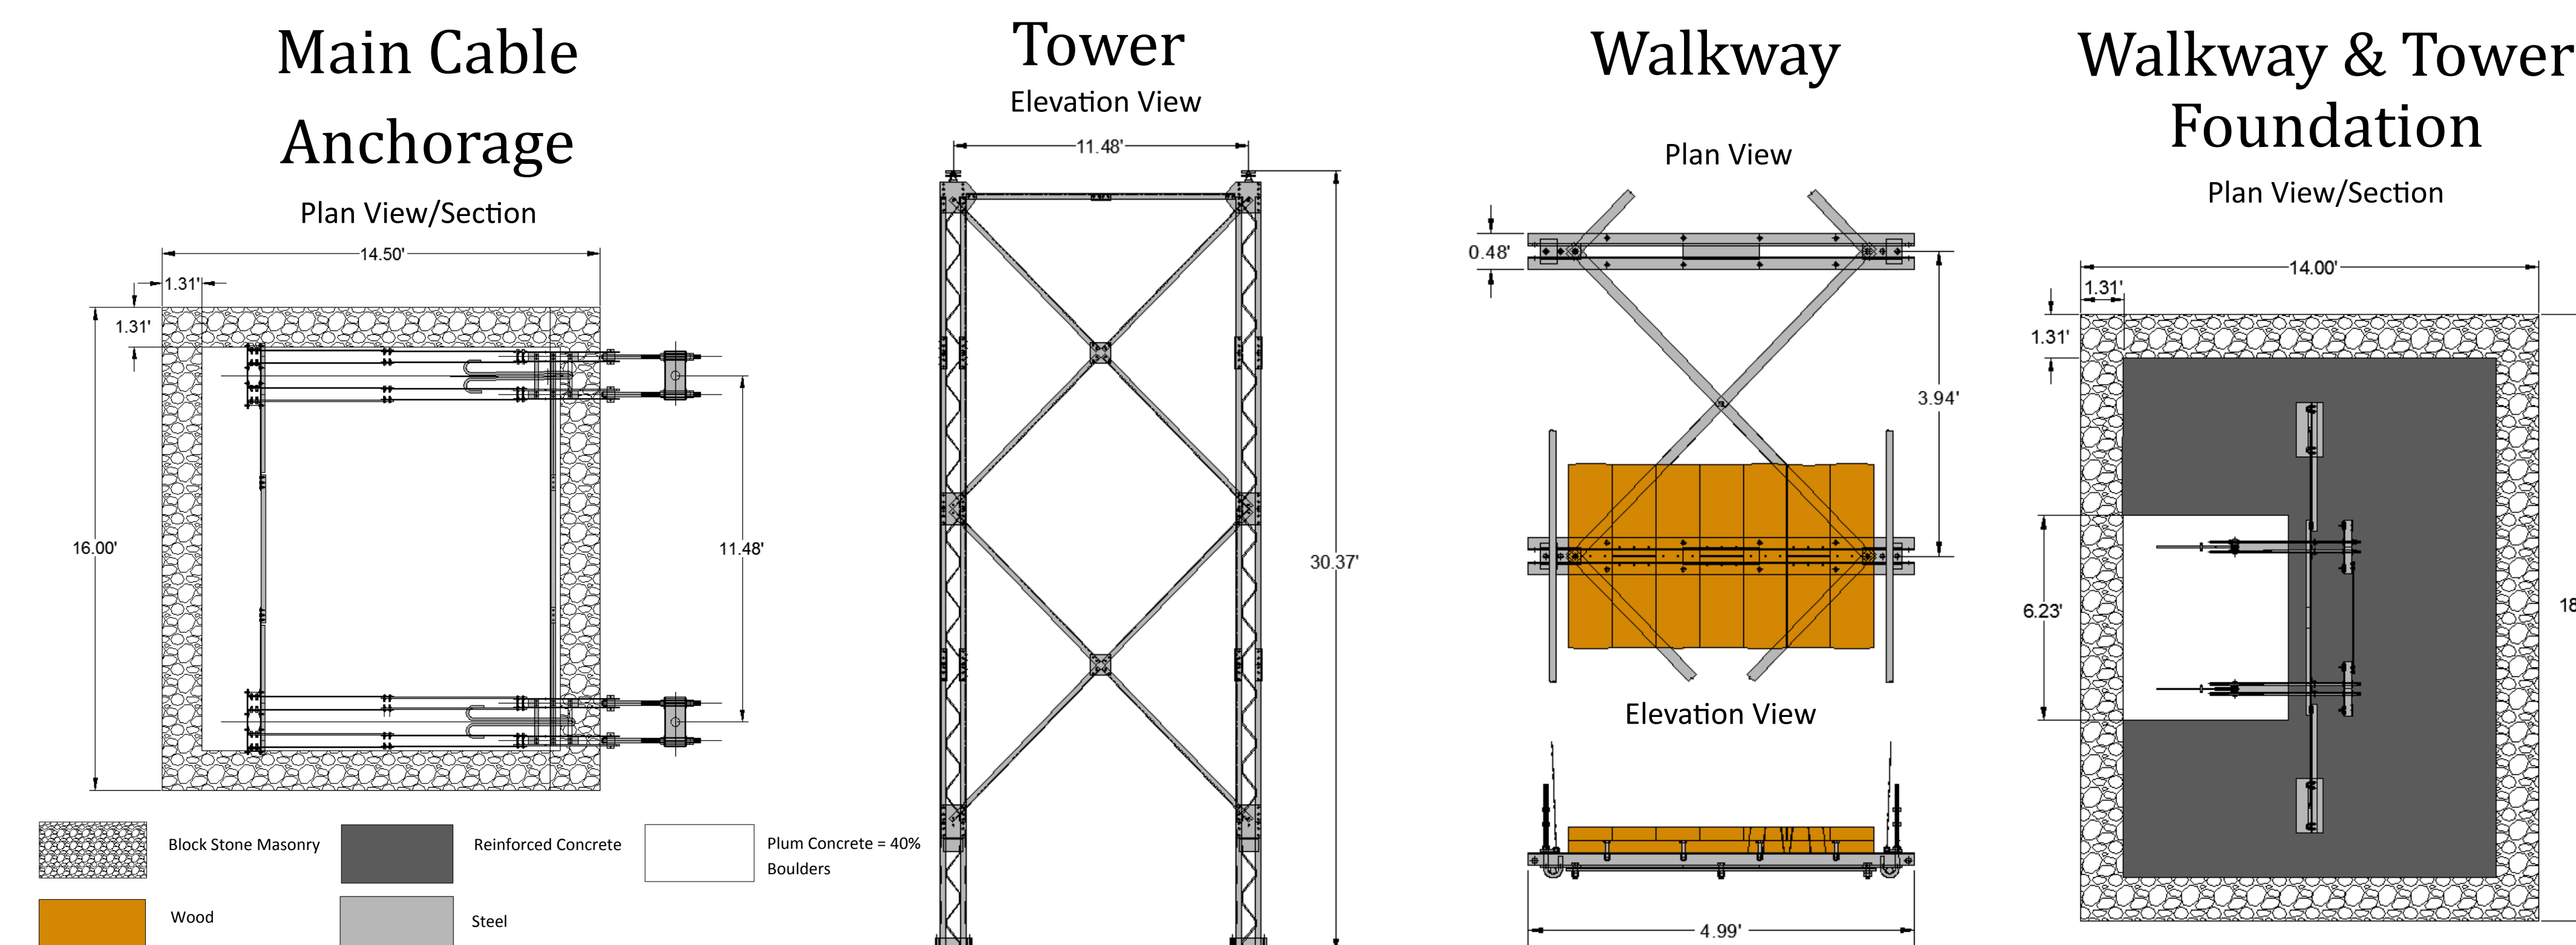 Main Cable
Anchorage
Plan View/Section
14.50'
1.31'
1.31'
16.00'
11.48'
Block Stone Masonry
Reinforced Concrete
Plum Concrete = 40%
Boulders
Wood
Steel
Tower
Elevation View
11.48'
30.37'
Walkway
Plan View
0.48'
3.94'
Elevation View
4.99'
Walkway & Tower
Foundation
Plan View/Section
14.00'
1.31'
1.31'
6.23'
18